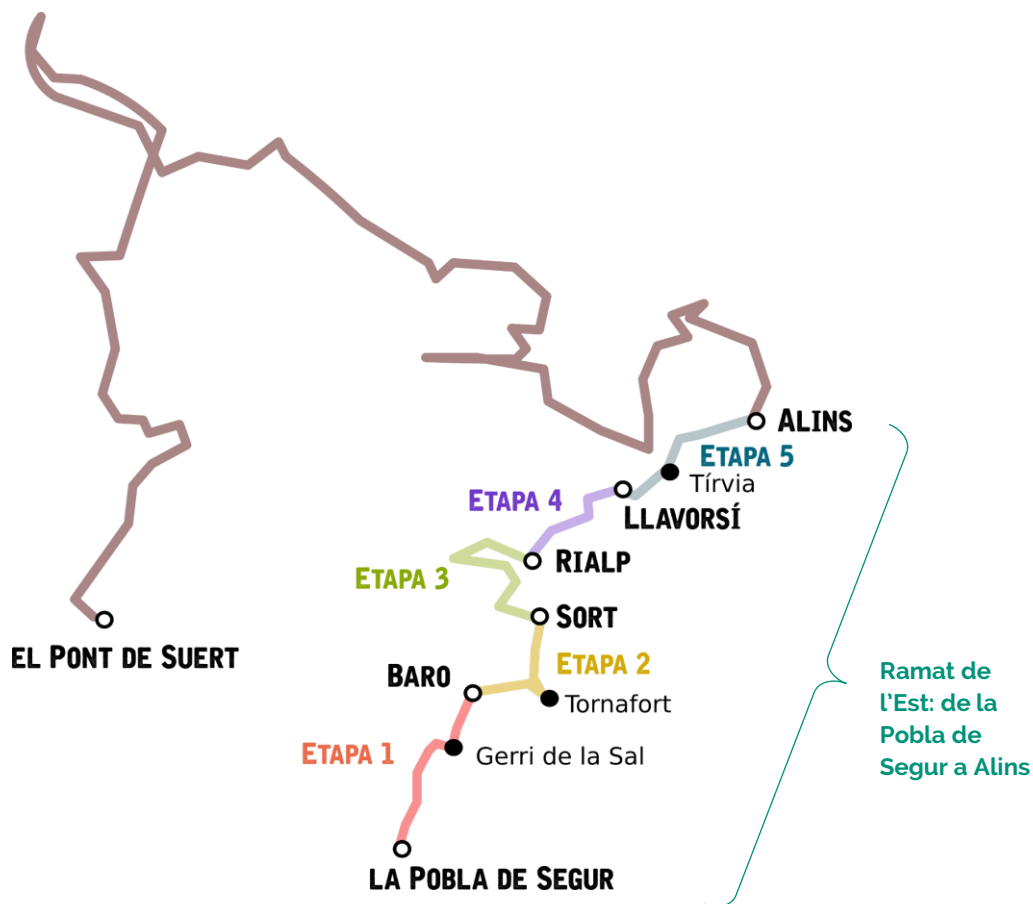 ALINS
ETAPA 5
Tírvia
ETAPA 4
LLAVORSÍ
RIALP
ETAPA 3
SORT
EL PONT DE SUERT
ETAPA 2
BARO
Tornafort
Ramat de
l'Est: de la
Pobla de
Segur a Alins
ETAPA 1
Gerri de la Sal
LA POBLA DE SEGUR